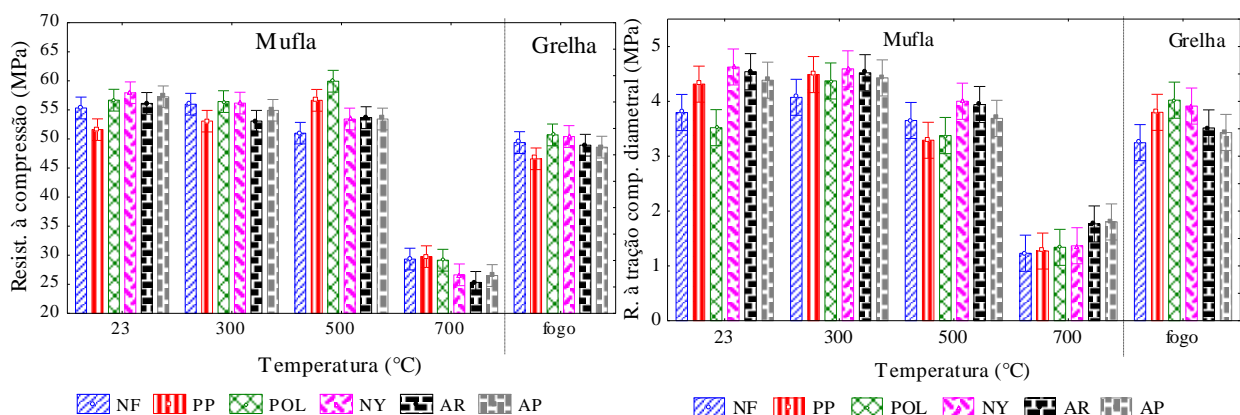 Resist. à compressão (MPa)
70
65
60
55
50
45
40
35
30
25
20
Mufla
Grelha
23
300
500
700
fogo
Temperatura (°C)
NF
PP
POL
NY
AR
AP
R. à tração comp. diametral (MPa)
5
4
3
2
1
0
Mufla
Grelha
23
300
500
700
fogo
Temperatura (°C)
NF
PP
POL
NY
AR
AP